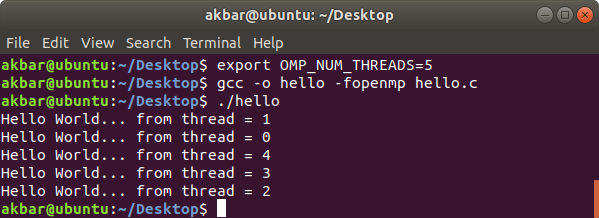 akbar@ubuntu: ~/Desktop
File Edit View Search Terminal Help
akbar@ubuntu:~/Desktop$ export OMP_NUM_THREADS=5
akbar@ubuntu:~/Desktop$ gcc -o hello -fopenmp hello.c
akbar@ubuntu:~/Desktop$ ./hello
Hello World... from thread = 1
Hello World... from thread = 0
Hello World... from thread = 4
Hello World... from thread = 3
Hello World... from thread = 2
akbar@ubuntu:~/Desktop$